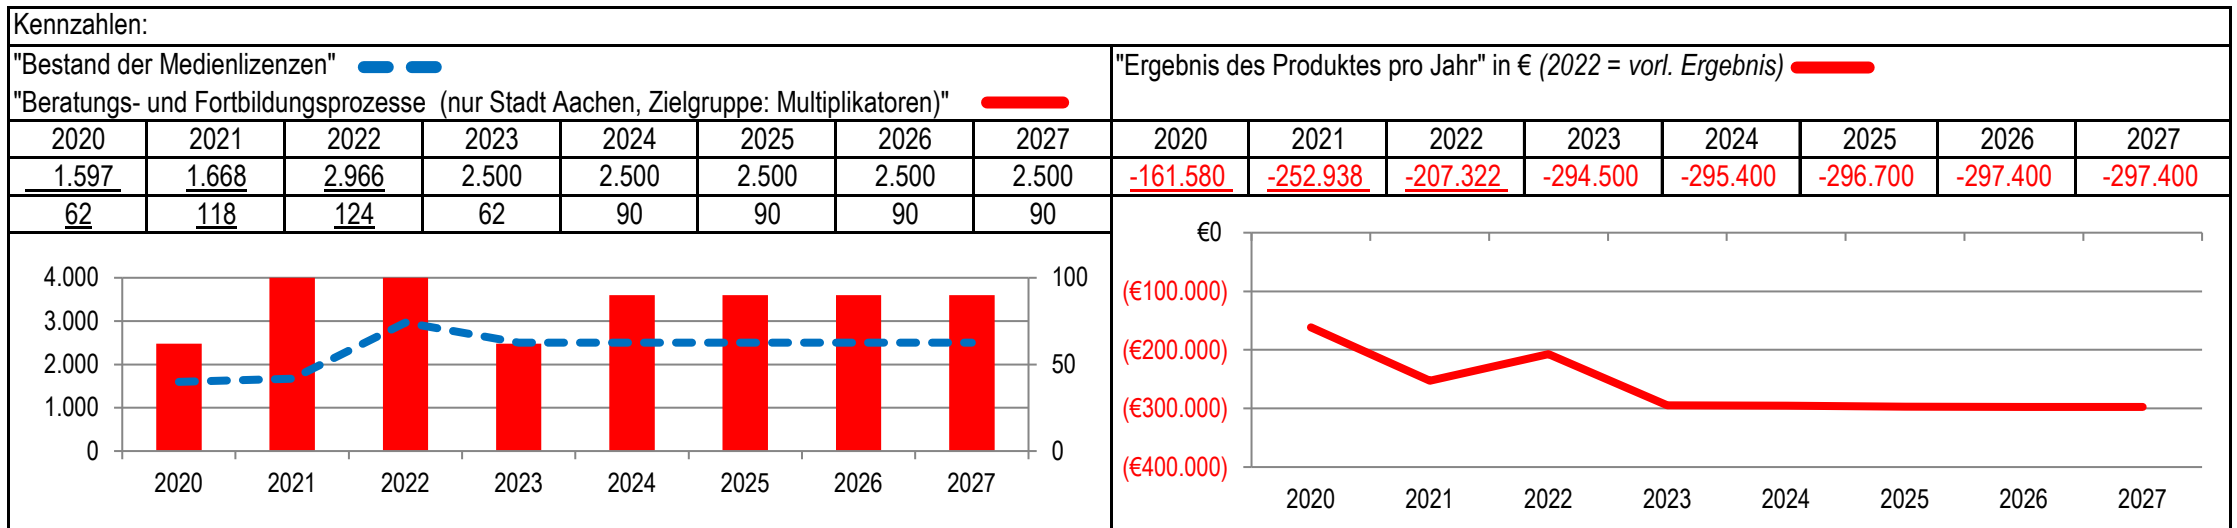 Kennzahlen:
"Bestand der Medienlizenzen"
"Beratungs- und Fortbildungsprozesse (nur Stadt Aachen, Zielgruppe: Multiplikatoren)"
2020 2021 2022 2023 2024 2025 2026 2027
1.597 1.668 2.966 2.500 2.500 2.500 2.500 2.500
62 118 124 62 90 90 90 90
4.000 100
3.000
2.000 50
1.000
0 0
2020 2021 2022 2023 2024 2025 2026 2027
"Ergebnis des Produktes pro Jahr" in € (2022 = vorl. Ergebnis)
2020 2021 2022 2023 2024 2025 2026 2027
-161.580 -252.938 -207.322 -294.500 -295.400 -296.700 -297.400 -297.400
€0
(€100.000)
(€200.000)
(€300.000)
(€400.000)
2020 2021 2022 2023 2024 2025 2026 2027